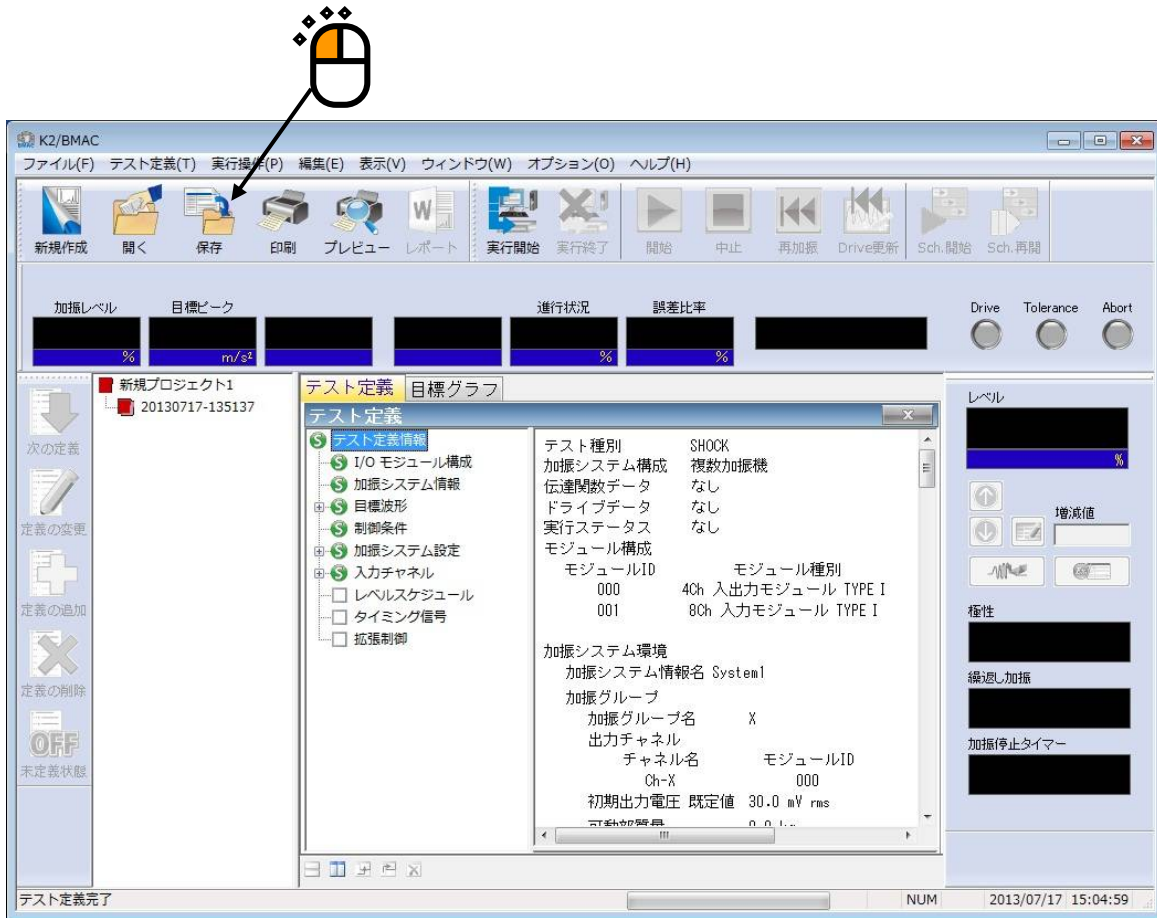 K2/BMAC
ファイル(F) テスト定義(T) 実行操作(P) 編集(E) 表示(V) ウィンドウ(W) オプション(O) ヘルプ(H)
新規作成 開く 保存 印刷 プレビュー レポート 実行開始 実行終了 開始 中止 再加振 Drive更新 Sch.開始 Sch.再開
加振レベル 目標ピーク 進行状況 誤差比率 Drive Tolerance Abort
% m/s² % %
次の定義
定義の変更
定義の追加
定義の削除
OFF
未定義状態
新規プロジェクト1
20130717-135137
テスト定義 目標グラフ
テスト定義
テスト定義情報
I/O モジュール構成
加振システム情報
目標波形
制御条件
加振システム設定
入力チャネル
レベルスケジュール
タイミング信号
拡張制御
テスト種別 SHOCK
加振システム構成 複数加振機
伝達関数データ なし
ドライブデータ なし
実行ステータス なし
モジュール構成
モジュールID モジュール種別
000 4Ch 入出力モジュール TYPE I
001 8Ch 入力モジュール TYPE I
加振システム環境
加振システム情報名 System1
加振グループ
加振グループ名 X
出力チャネル
チャネル名 モジュールID
Ch-X 000
初期出力電圧 既定値 30.0 mV rms
レベル
%
増減値
極性
繰返し加振
加振停止タイマー
テスト定義完了 NUM 2013/07/17 15:04:59